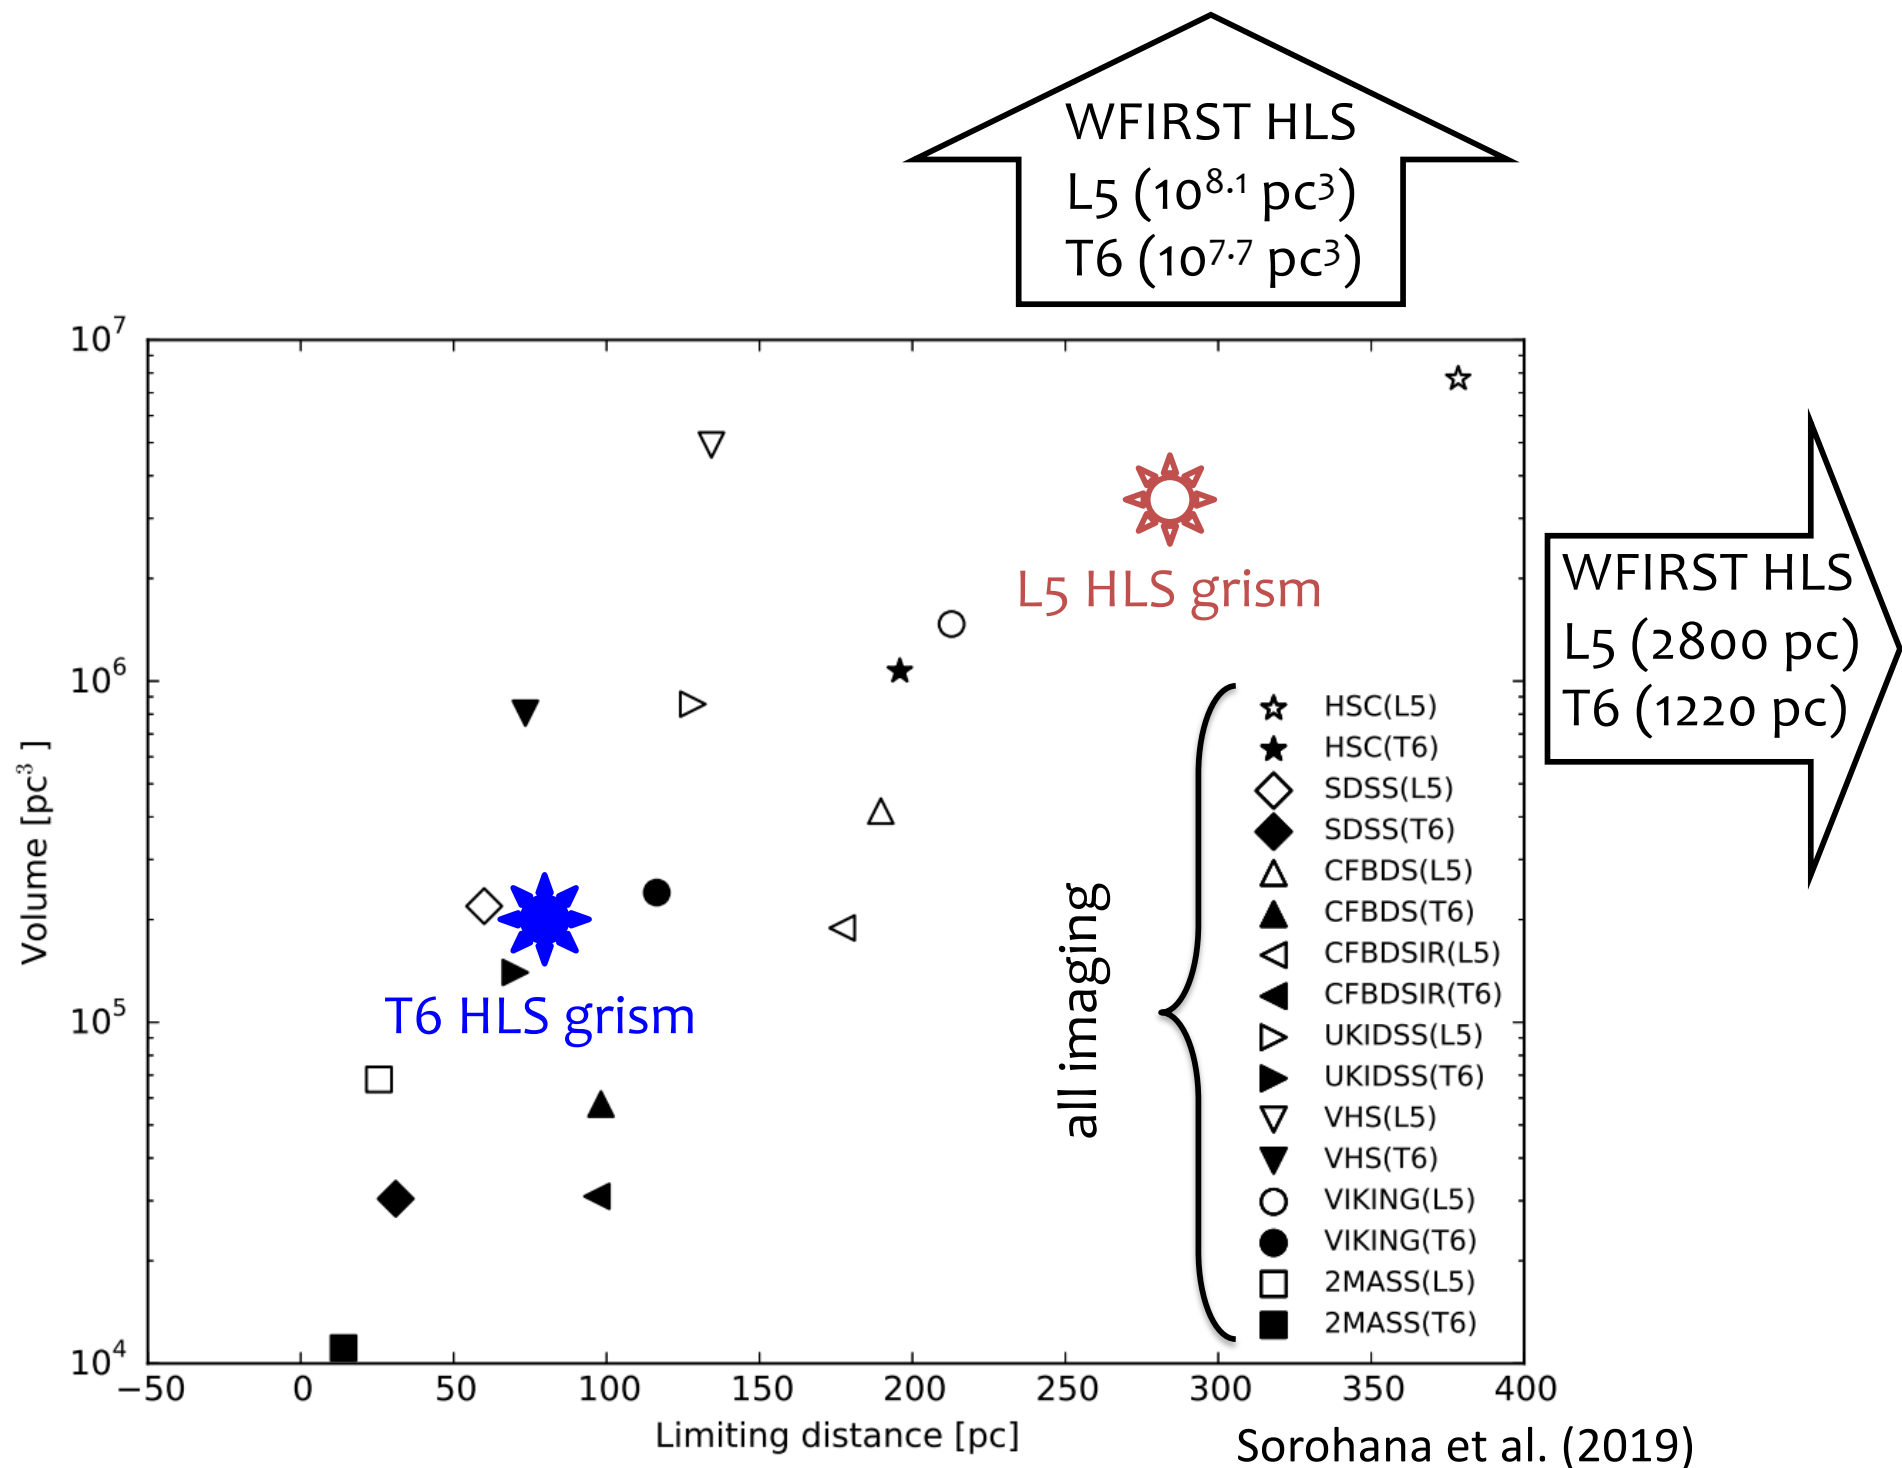 WFIRST HLS
L5 (10^8.1 pc^3)
T6 (10^7.7 pc^3)
10^7
10^6
10^5
10^4
Volume [pc^3]
−50 0 50 100 150 200 250 300 350 400
Limiting distance [pc]
L5 HLS grism
T6 HLS grism
all imaging
HSC(L5)
HSC(T6)
SDSS(L5)
SDSS(T6)
CFBDS(L5)
CFBDS(T6)
CFBDSIR(L5)
CFBDSIR(T6)
UKIDSS(L5)
UKIDSS(T6)
VHS(L5)
VHS(T6)
VIKING(L5)
VIKING(T6)
2MASS(L5)
2MASS(T6)
WFIRST HLS
L5 (2800 pc)
T6 (1220 pc)
Sorohana et al. (2019)